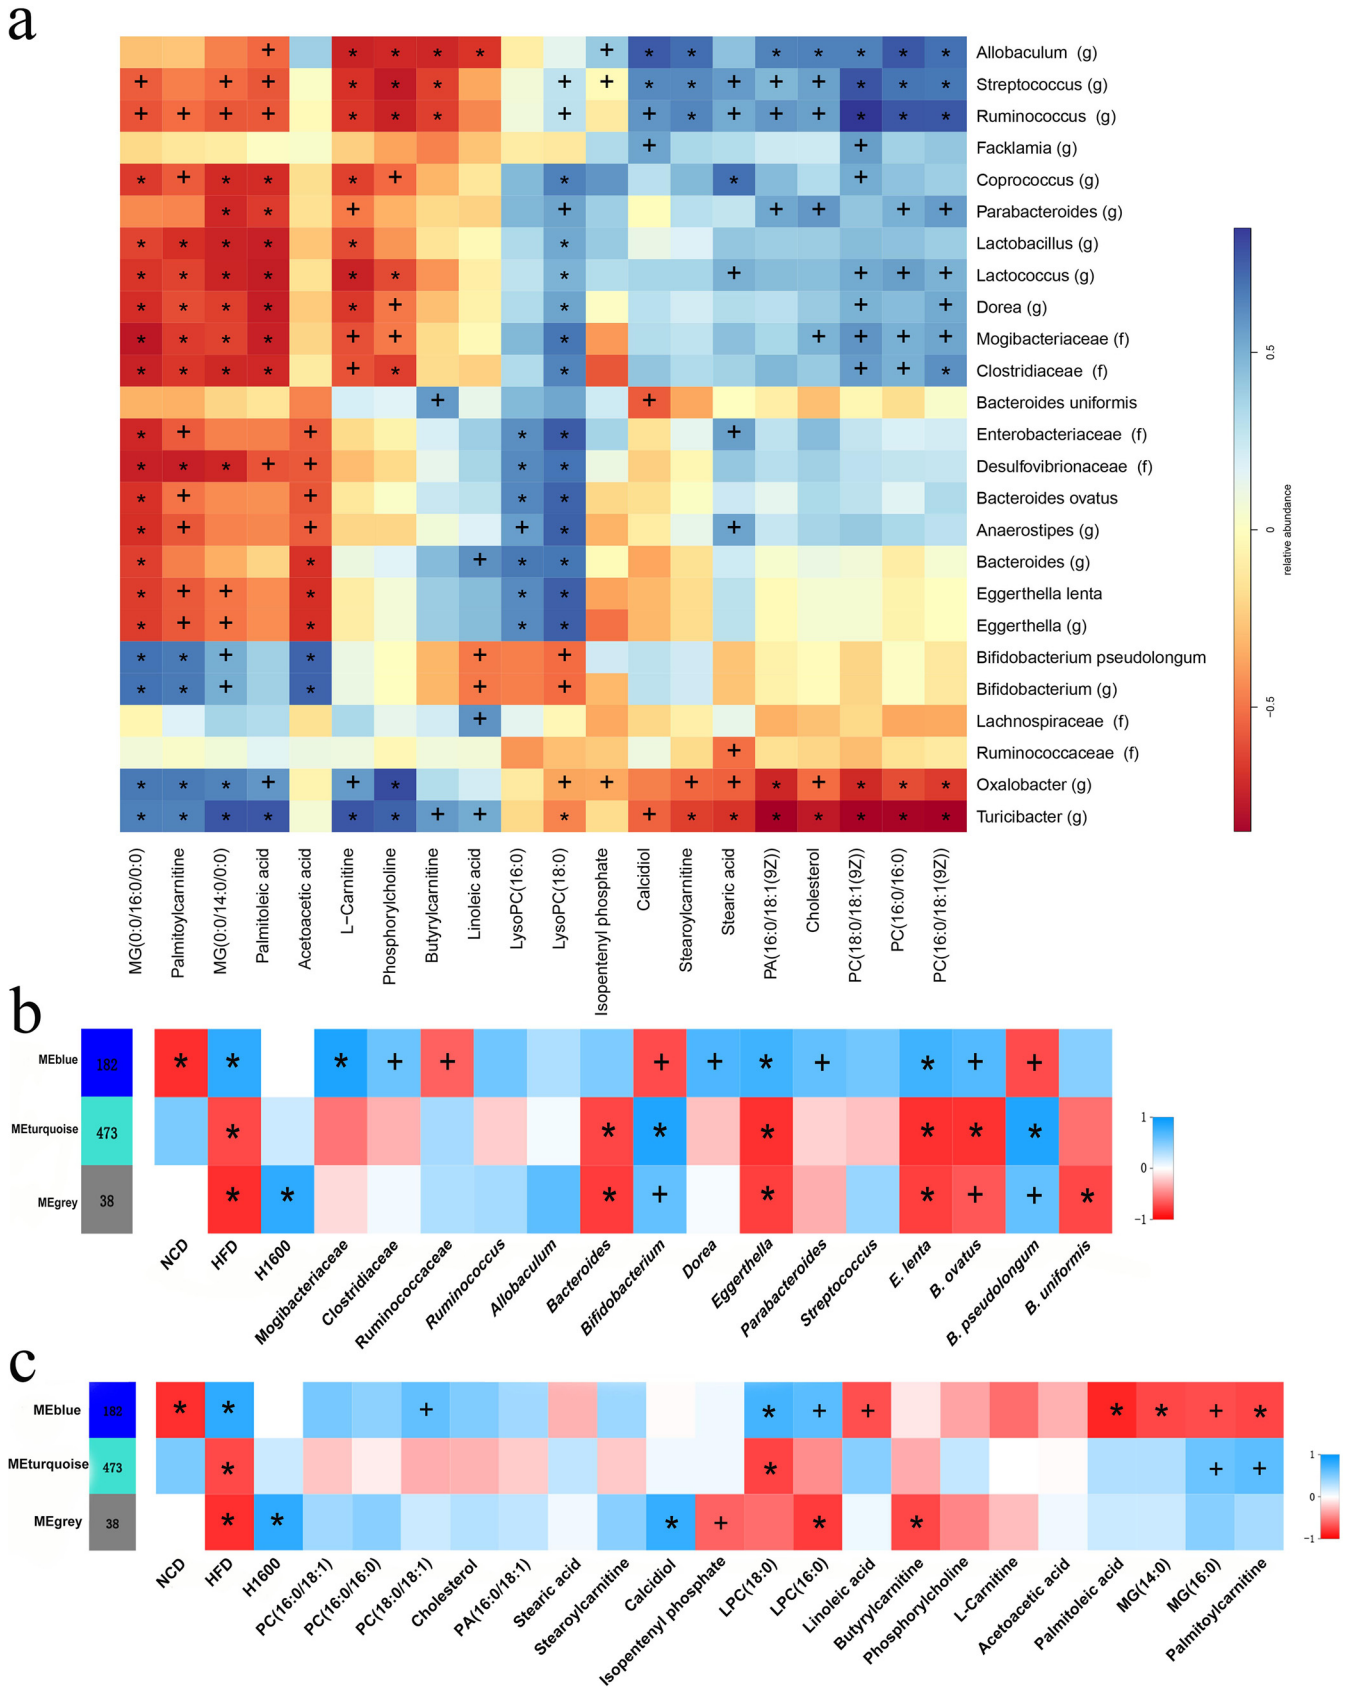 a
+ * * * * + * * * * * * *
Allobaculum (g)
+ + + * * * + + * * + + + * * *
Streptococcus (g)
+ + + + * * * + + * + + + * * *
Ruminococcus (g)
+ +
Facklamia (g)
* + * * * + * * +
Coprococcus (g)
* * + + + + + +
Parabacteroides (g)
* * * * * *
Lactobacillus (g)
* * * * * * * + + + +
Lactococcus (g)
* * * * * + * + +
Dorea (g)
* * * * + + * + + + +
Mogibacteriaceae (f)
* * * * + * * + + *
Clostridiaceae (f)
+ +
Bacteroides uniformis
* + + * * +
Enterobacteriaceae (f)
* * * + + * *
Desulfovibrionaceae (f)
* + + * *
Bacteroides ovatus
* + + + * +
Anaerostipes (g)
* * + * *
Bacteroides (g)
* + + * * *
Eggerthella lenta
* + + * * *
Eggerthella (g)
* * + * + +
Bifidobacterium pseudolongum
* * + * + +
Bifidobacterium (g)
+
Lachnospiraceae (f)
+
Ruminococcaceae (f)
* * * + + * + + + + * + * * *
Oxalobacter (g)
* * * * * * + + * + * * * * * * *
Turicibacter (g)
0.5
0
−0.5
relative abundance
MG(0:0/16:0/0:0)
Palmitoylcarnitine
MG(0:0/14:0/0:0)
Palmitoleic acid
Acetoacetic acid
L−Carnitine
Phosphorylcholine
Butyrylcarnitine
Linoleic acid
LysoPC(16:0)
LysoPC(18:0)
Isopentenyl phosphate
Calcidiol
Stearoylcarnitine
Stearic acid
PA(16:0/18:1(9Z))
Cholesterol
PC(18:0/18:1(9Z))
PC(16:0/16:0)
PC(16:0/18:1(9Z))
b
MEblue 182 * * * + + + + * + * + +
MEturquoise 473 * * * * * * *
MEgrey 38 * * * + * * + + *
1
0
−1
NCD
HFD
H1600
Mogibacteriaceae
Clostridiaceae
Ruminococcaceae
Ruminococcus
Allobaculum
Bacteroides
Bifidobacterium
Dorea
Eggerthella
Parabacteroides
Streptococcus
E. lenta
B. ovatus
B. pseudolongum
B. uniformis
c
MEblue 182 * * + * + + * * + *
MEturquoise 473 * * + +
MEgrey 38 * * * + * *
1
0
−1
NCD
HFD
H1600
PC(16:0/18:1)
PC(16:0/16:0)
PC(18:0/18:1)
Cholesterol
PA(16:0/18:1)
Stearic acid
Stearoylcarnitine
Calcidiol
Isopentenyl phosphate
LPC(18:0)
LPC(16:0)
Linoleic acid
Butyrylcarnitine
Phosphorylcholine
L-Carnitine
Acetoacetic acid
Palmitoleic acid
MG(14:0)
MG(16:0)
Palmitoylcarnitine